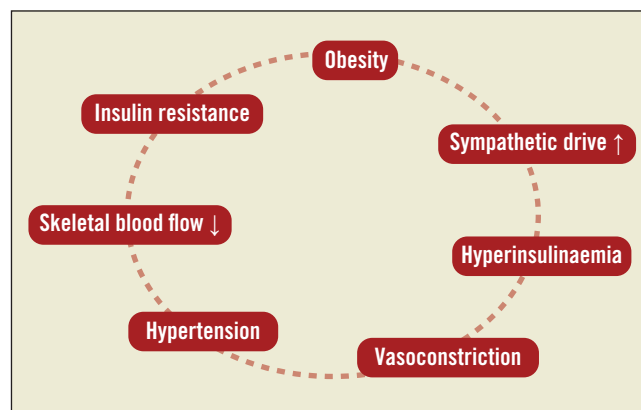 Obesity
Sympathetic drive ↑
Hyperinsulinaemia
Vasoconstriction
Hypertension
Skeletal blood flow ↓
Insulin resistance